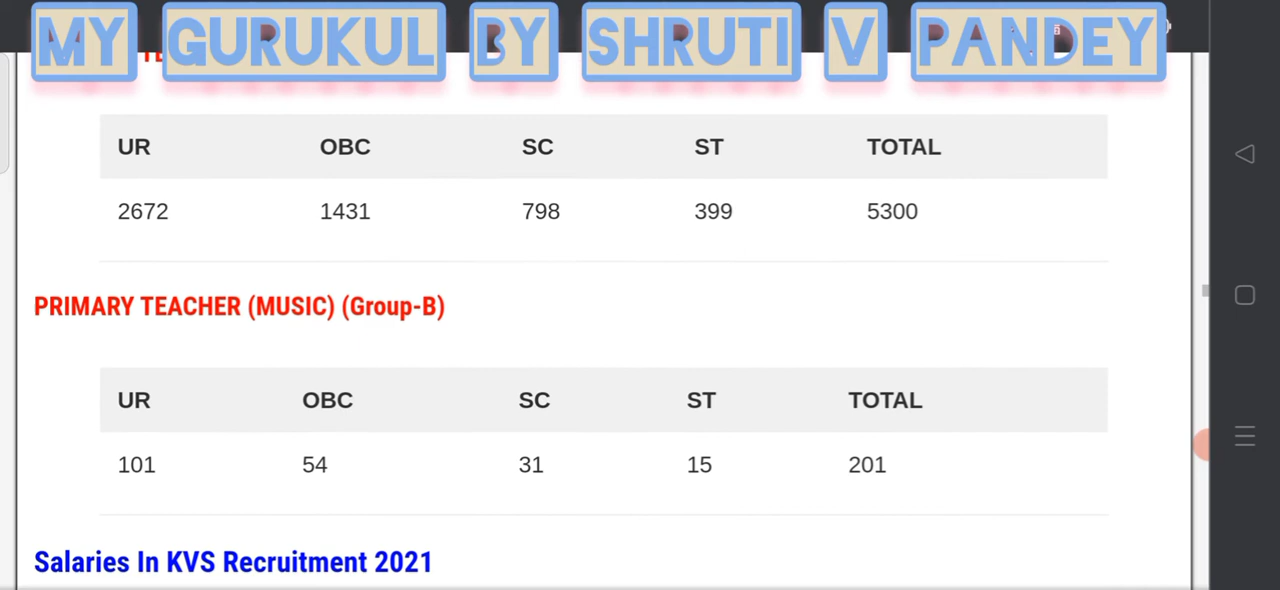 MY GURUKUL BY SHRUTI V PANDEY
UR OBC SC ST TOTAL
2672 1431 798 399 5300
PRIMARY TEACHER (MUSIC) (Group-B)
UR OBC SC ST TOTAL
101 54 31 15 201
Salaries In KVS Recruitment 2021